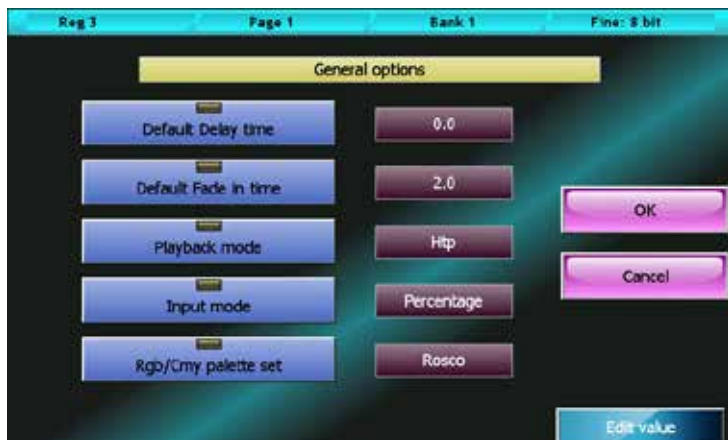 Reg 3 Page 1 Bank 1 Fine: 8 bit
General options
Default Delay time 0.0
Default Fade in time 2.0
OK
Playback mode Htp
Cancel
Input mode Percentage
Rgb/Cmy palette set Rosco
Edit value